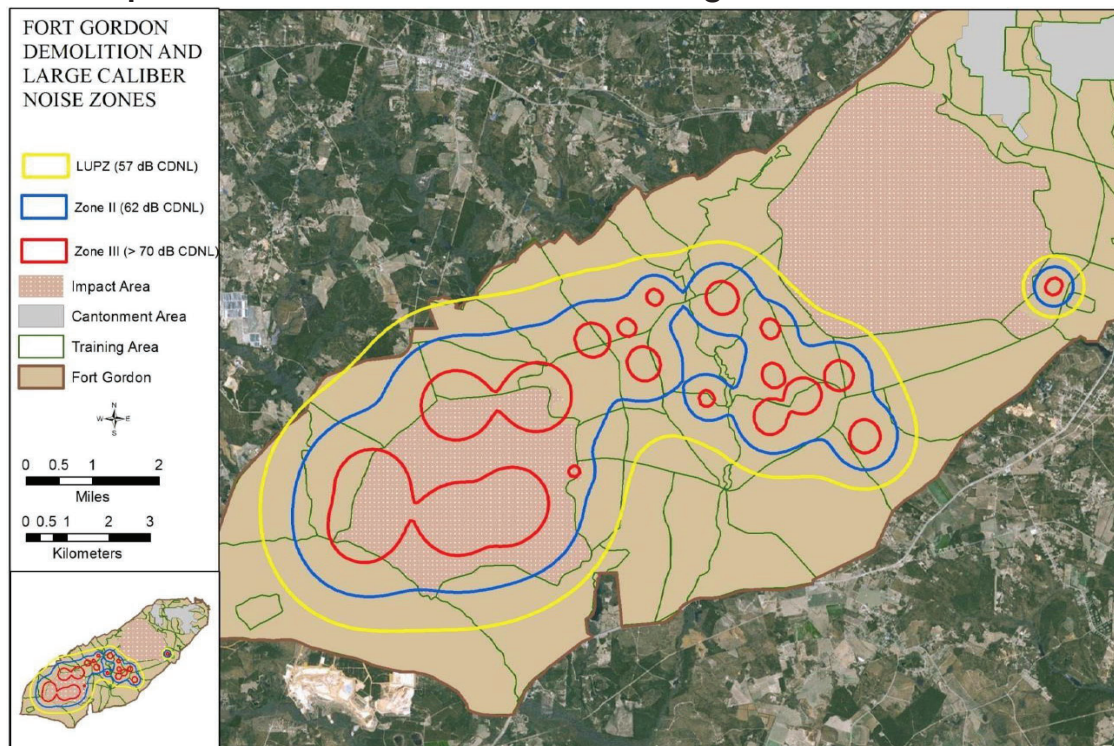 FORT GORDON
DEMOLITION AND
LARGE CALIBER
NOISE ZONES
LUPZ (57 dB CDNL)
Zone II (62 dB CDNL)
Zone III (> 70 dB CDNL)
Impact Area
Cantonment Area
Training Area
Fort Gordon
N
W E
S
0 0.5 1 2
Miles
0 0.5 1 2 3
Kilometers